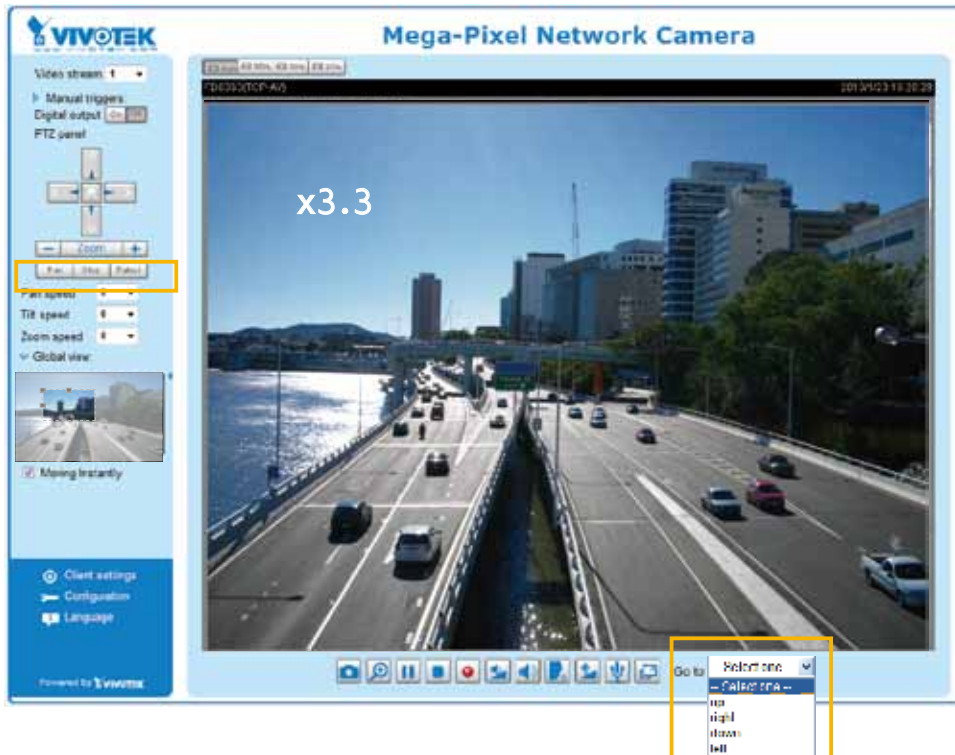 VIVOTEK
Mega-Pixel Network Camera
Video stream 1
Manual triggers
Digital output
PTZ panel
Zoom
Pan Stop Patrol
Pan speed
Tilt speed
Zoom speed
Global view
Moving Instantly
x3.3
Client settings
Configuration
Language
Powered by VIVOTEK
Go to Select one
-- Select one --
up
right
down
left